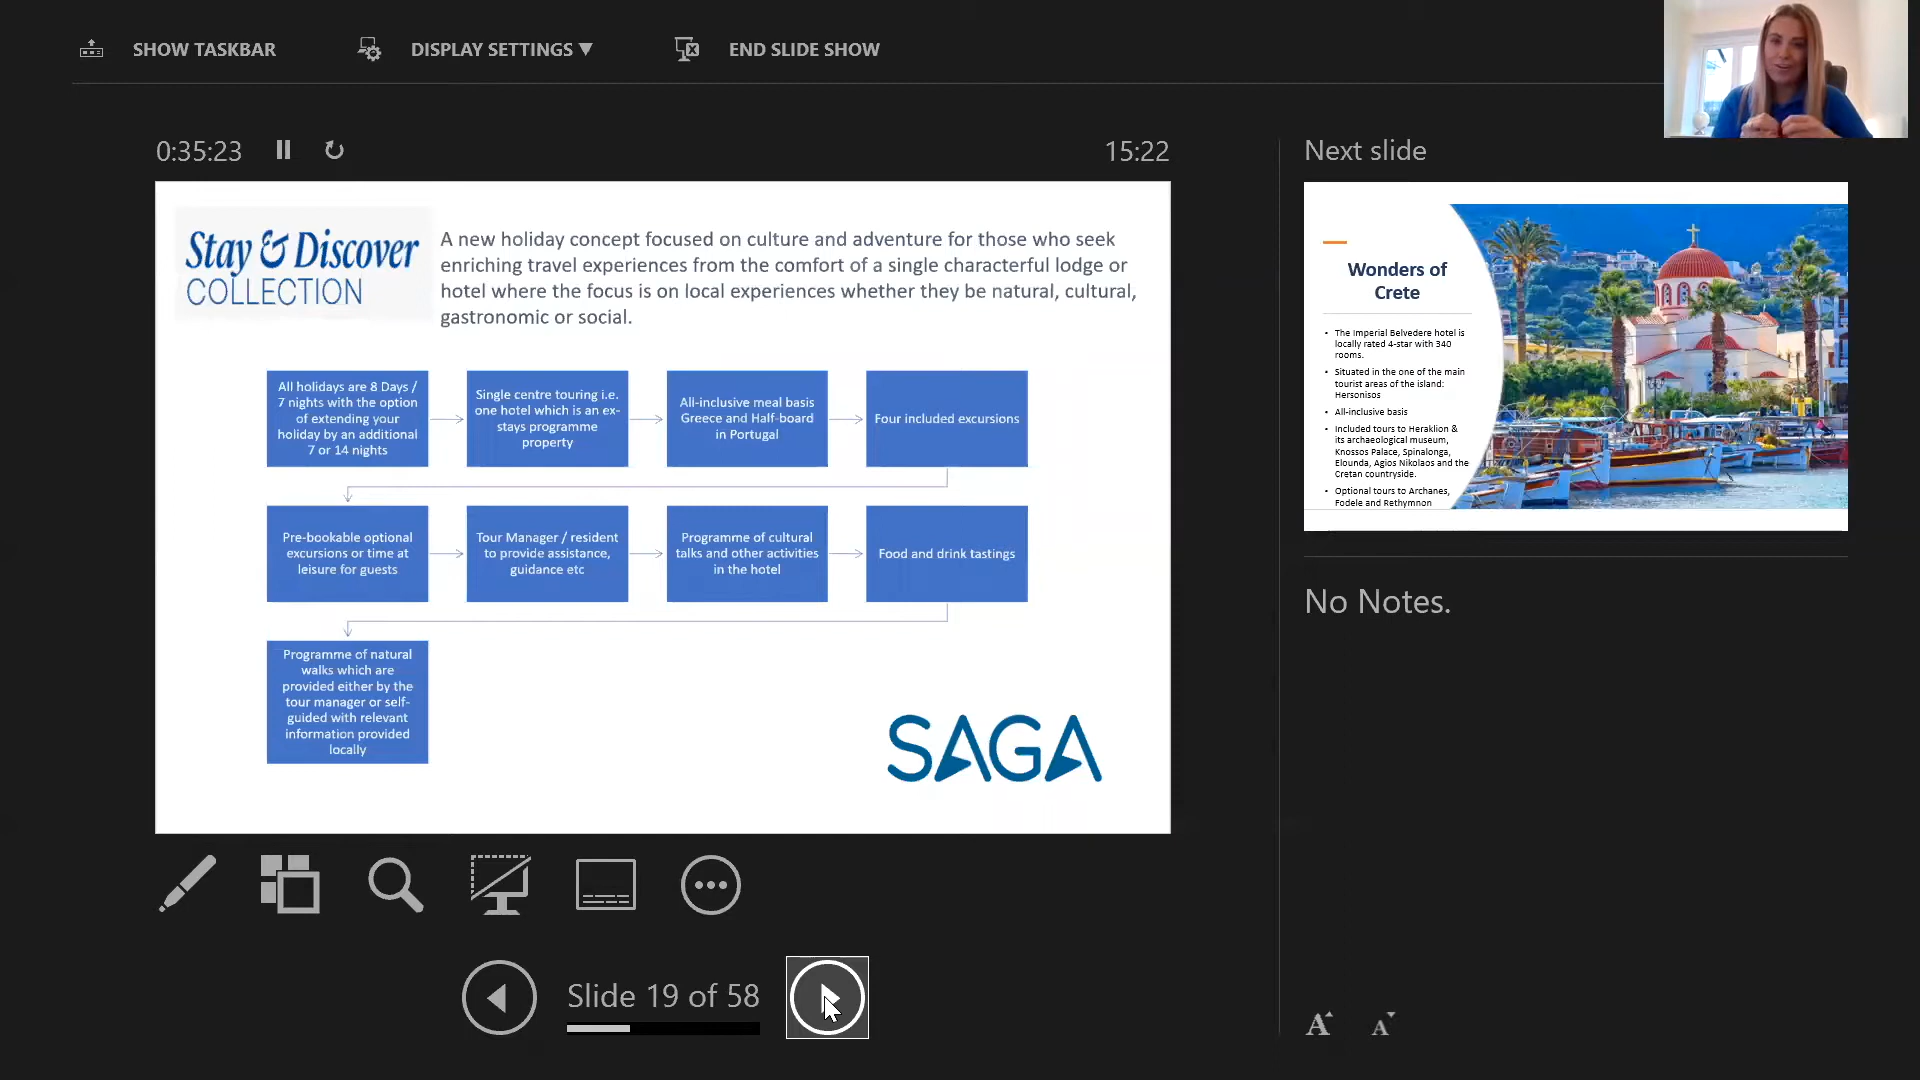 SHOW TASKBAR
DISPLAY SETTINGS ▼
END SLIDE SHOW
0:35:23
15:22
Stay & Discover
COLLECTION
A new holiday concept focused on culture and adventure for those who seek
enriching travel experiences from the comfort of a single characterful lodge or
hotel where the focus is on local experiences whether they be natural, cultural,
gastronomic or social.
All holidays are 8 Days /
7 nights with the option
of extending your
holiday by an additional
7 or 14 nights
Single centre touring i.e.
one hotel which is an ex-
stays programme
property
All-inclusive meal basis
Greece and Half-board
in Portugal
Four included excursions
Pre-bookable optional
excursions or time at
leisure for guests
Tour Manager / resident
to provide assistance,
guidance etc
Programme of cultural
talks and other activities
in the hotel
Food and drink tastings
Programme of natural
walks which are
provided either by the
tour manager or self-
guided with relevant
information provided
locally
SAGA
Slide 19 of 58
Next slide
Wonders of
Crete
• The Imperial Belvedere hotel is
locally rated 4-star with 340
rooms.
• Situated in the one of the main
tourist areas of the island:
Hersonisos
• All-inclusive basis
• Included tours to Heraklion &
its archaeological museum,
Knossos Palace, Spinalonga,
Elounda, Agios Nikolaos and the
Cretan countryside.
• Optional tours to Archanes,
Fodele and Rethymnon
No Notes.
A
A